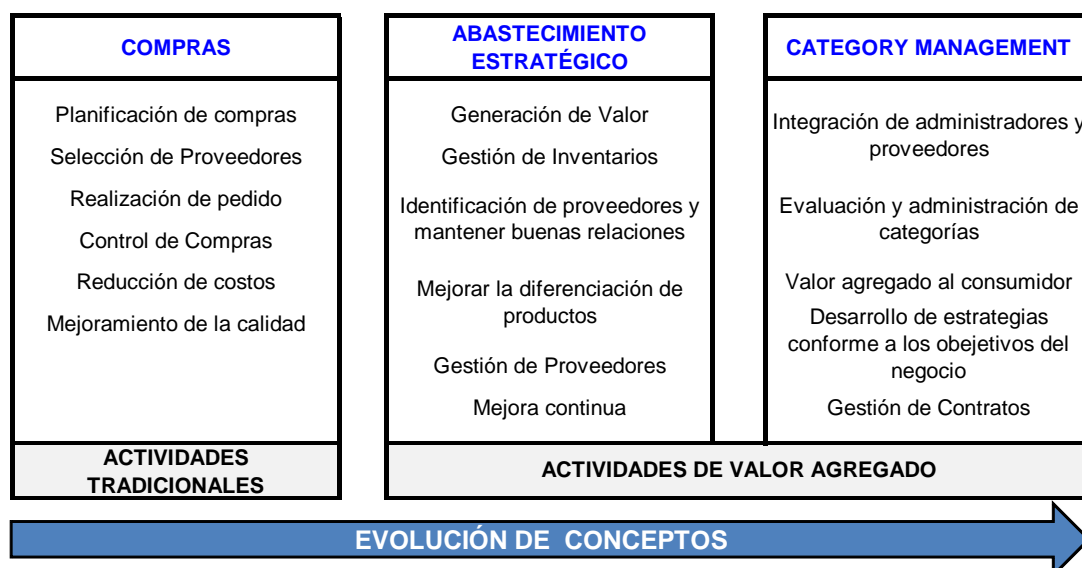 COMPRAS
Planificación de compras
Selección de Proveedores
Realización de pedido
Control de Compras
Reducción de costos
Mejoramiento de la calidad
ACTIVIDADES
TRADICIONALES
ABASTECIMIENTO
ESTRATÉGICO
Generación de Valor
Gestión de Inventarios
Identificación de proveedores y
mantener buenas relaciones
Mejorar la diferenciación de
productos
Gestión de Proveedores
Mejora continua
CATEGORY MANAGEMENT
Integración de administradores y
proveedores
Evaluación y administración de
categorías
Valor agregado al consumidor
Desarrollo de estrategias
conforme a los obejetivos del
negocio
Gestión de Contratos
ACTIVIDADES DE VALOR AGREGADO
EVOLUCIÓN DE CONCEPTOS